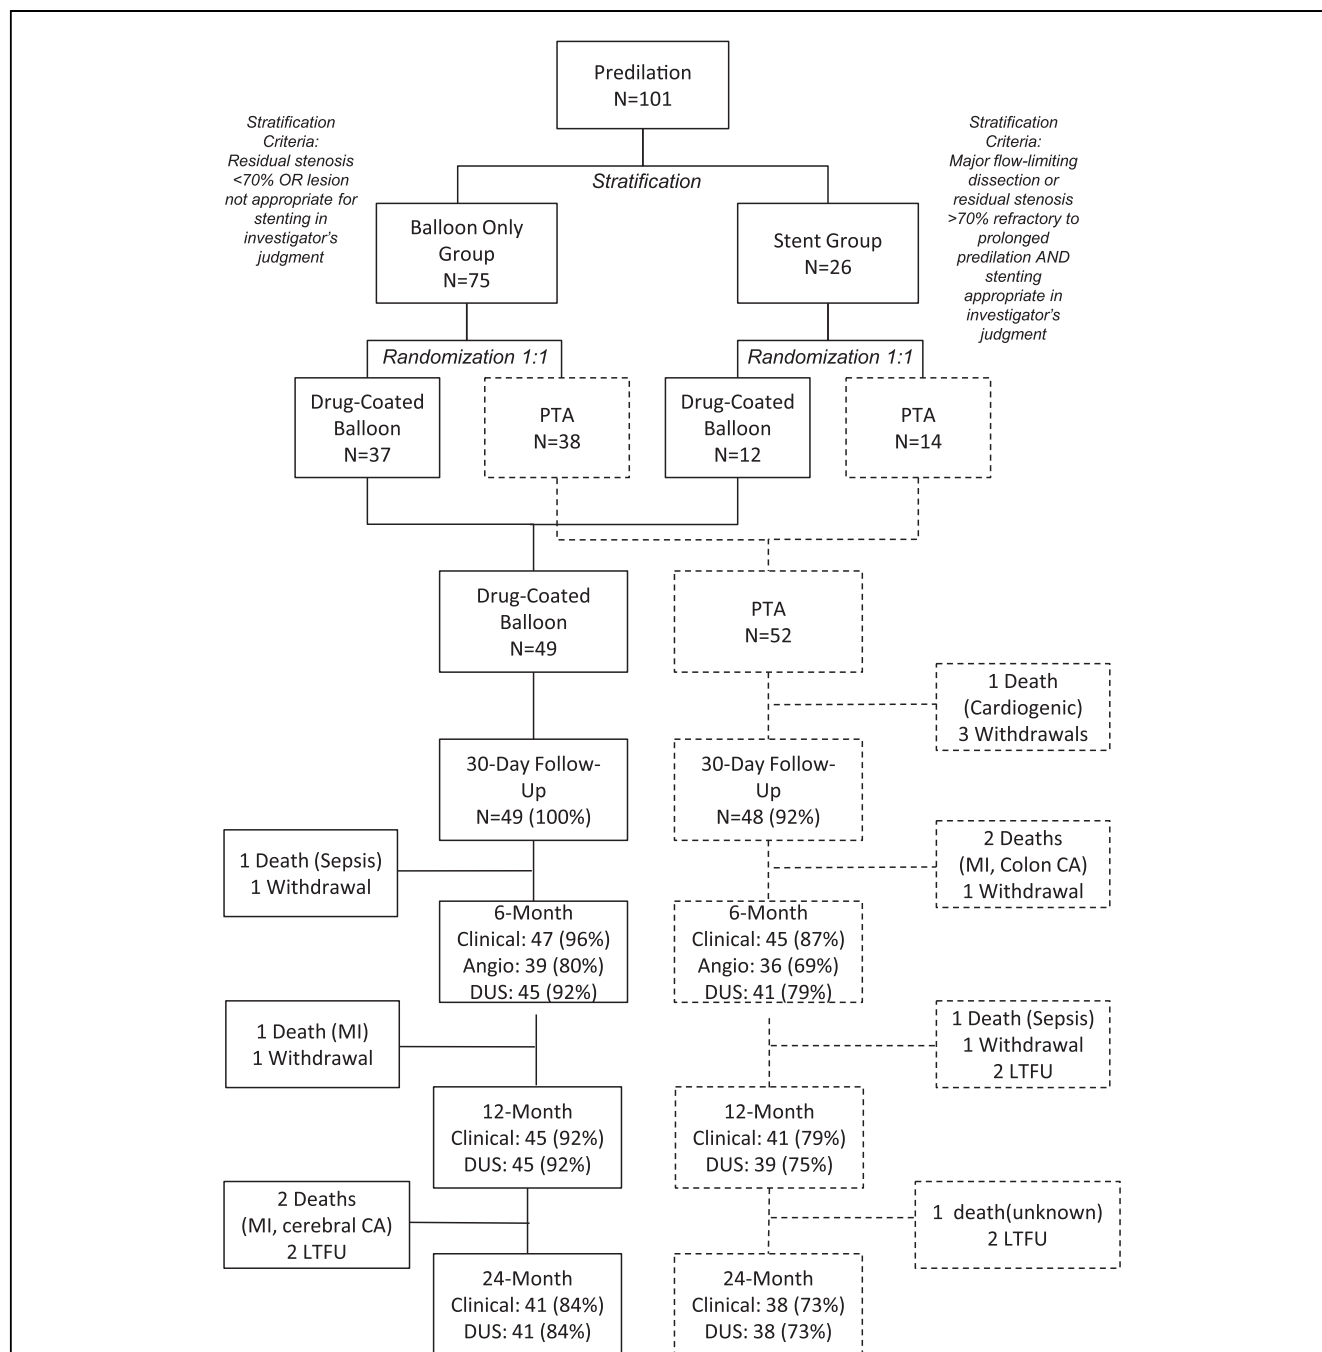 Predilation
N=101
Stratification
Criteria:
Residual stenosis
<70% OR lesion
not appropriate for
stenting in
investigator's
judgment
Stratification
Criteria:
Major flow-limiting
dissection or
residual stenosis
>70% refractory to
prolonged
predilation AND
stenting
appropriate in
investigator's
judgment
Stratification
Balloon Only
Group
N=75
Stent Group
N=26
Randomization 1:1
Randomization 1:1
Drug-Coated
Balloon
N=37
PTA
N=38
Drug-Coated
Balloon
N=12
PTA
N=14
Drug-Coated
Balloon
N=49
PTA
N=52
1 Death
(Cardiogenic)
3 Withdrawals
30-Day Follow-
Up
N=49 (100%)
30-Day Follow-
Up
N=48 (92%)
1 Death (Sepsis)
1 Withdrawal
2 Deaths
(MI, Colon CA)
1 Withdrawal
6-Month
Clinical: 47 (96%)
Angio: 39 (80%)
DUS: 45 (92%)
6-Month
Clinical: 45 (87%)
Angio: 36 (69%)
DUS: 41 (79%)
1 Death (MI)
1 Withdrawal
1 Death (Sepsis)
1 Withdrawal
2 LTFU
12-Month
Clinical: 45 (92%)
DUS: 45 (92%)
12-Month
Clinical: 41 (79%)
DUS: 39 (75%)
2 Deaths
(MI, cerebral CA)
2 LTFU
1 death(unknown)
2 LTFU
24-Month
Clinical: 41 (84%)
DUS: 41 (84%)
24-Month
Clinical: 38 (73%)
DUS: 38 (73%)